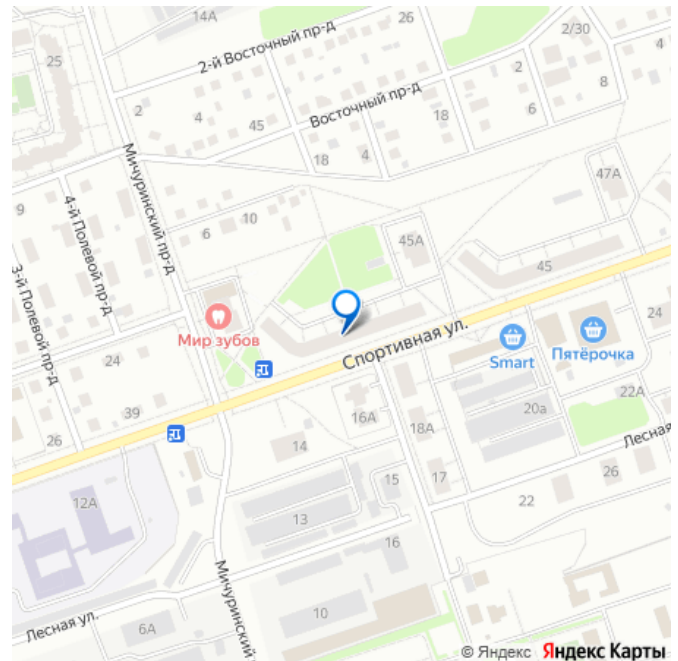 14А
26
2/30
2-й Восточный пр-д
25
4
2
Восточный пр-д
8
2
4
45
18
6
Мичуринский пр-д
18
4
47А
4-й Полевой пр-д
9
10
6
45А
3-й Полевой пр-д
45
Мир зубов
Спортивная ул.
24
Smart
Пятёрочка
24
22А
39
16А
20а
18А
Лесная
26
14
15
17
26
22
12А
13
16
Мичуринский
10
Лесная ул.
6А
© Яндекс Яндекс Карты